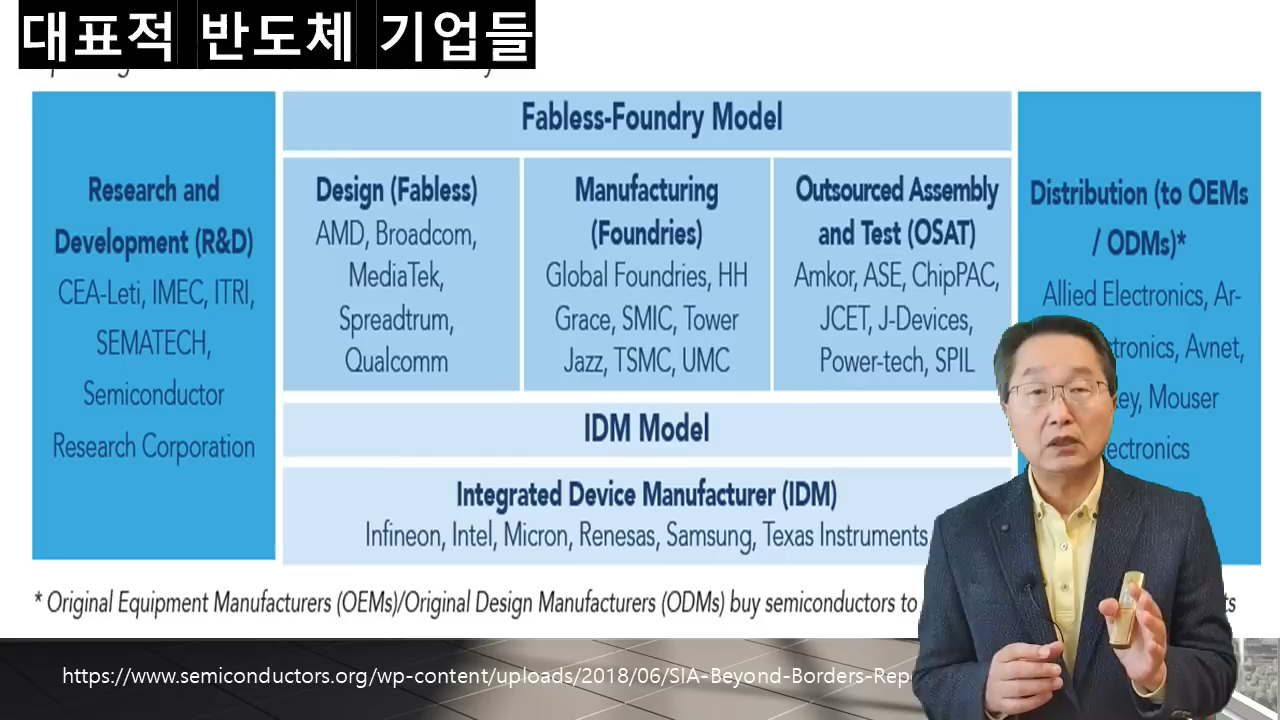 대표적 반도체 기업들
Research and
Development (R&D)
CEA-Leti, IMEC, ITRI,
SEMATECH,
Semiconductor
Research Corporation
Fabless-Foundry Model
Design (Fabless)
AMD, Broadcom,
MediaTek,
Spreadtrum,
Qualcomm
Manufacturing
(Foundries)
Global Foundries, HH
Grace, SMIC, Tower
Jazz, TSMC, UMC
Outsourced Assembly
and Test (OSAT)
Amkor, ASE, ChipPAC,
JCET, J-Devices,
Power-tech, SPIL
IDM Model
Integrated Device Manufacturer (IDM)
Infineon, Intel, Micron, Renesas, Samsung, Texas Instruments
Distribution (to OEMs
/ ODMs)*
Allied Electronics, Ar-
Avnet,
Mouser
* Original Equipment Manufacturers (OEMs)/Original Design Manufacturers (ODMs) buy semiconductors to
https://www.semiconductors.org/wp-content/uploads/2018/06/SIA-Beyond-Borders-Rep